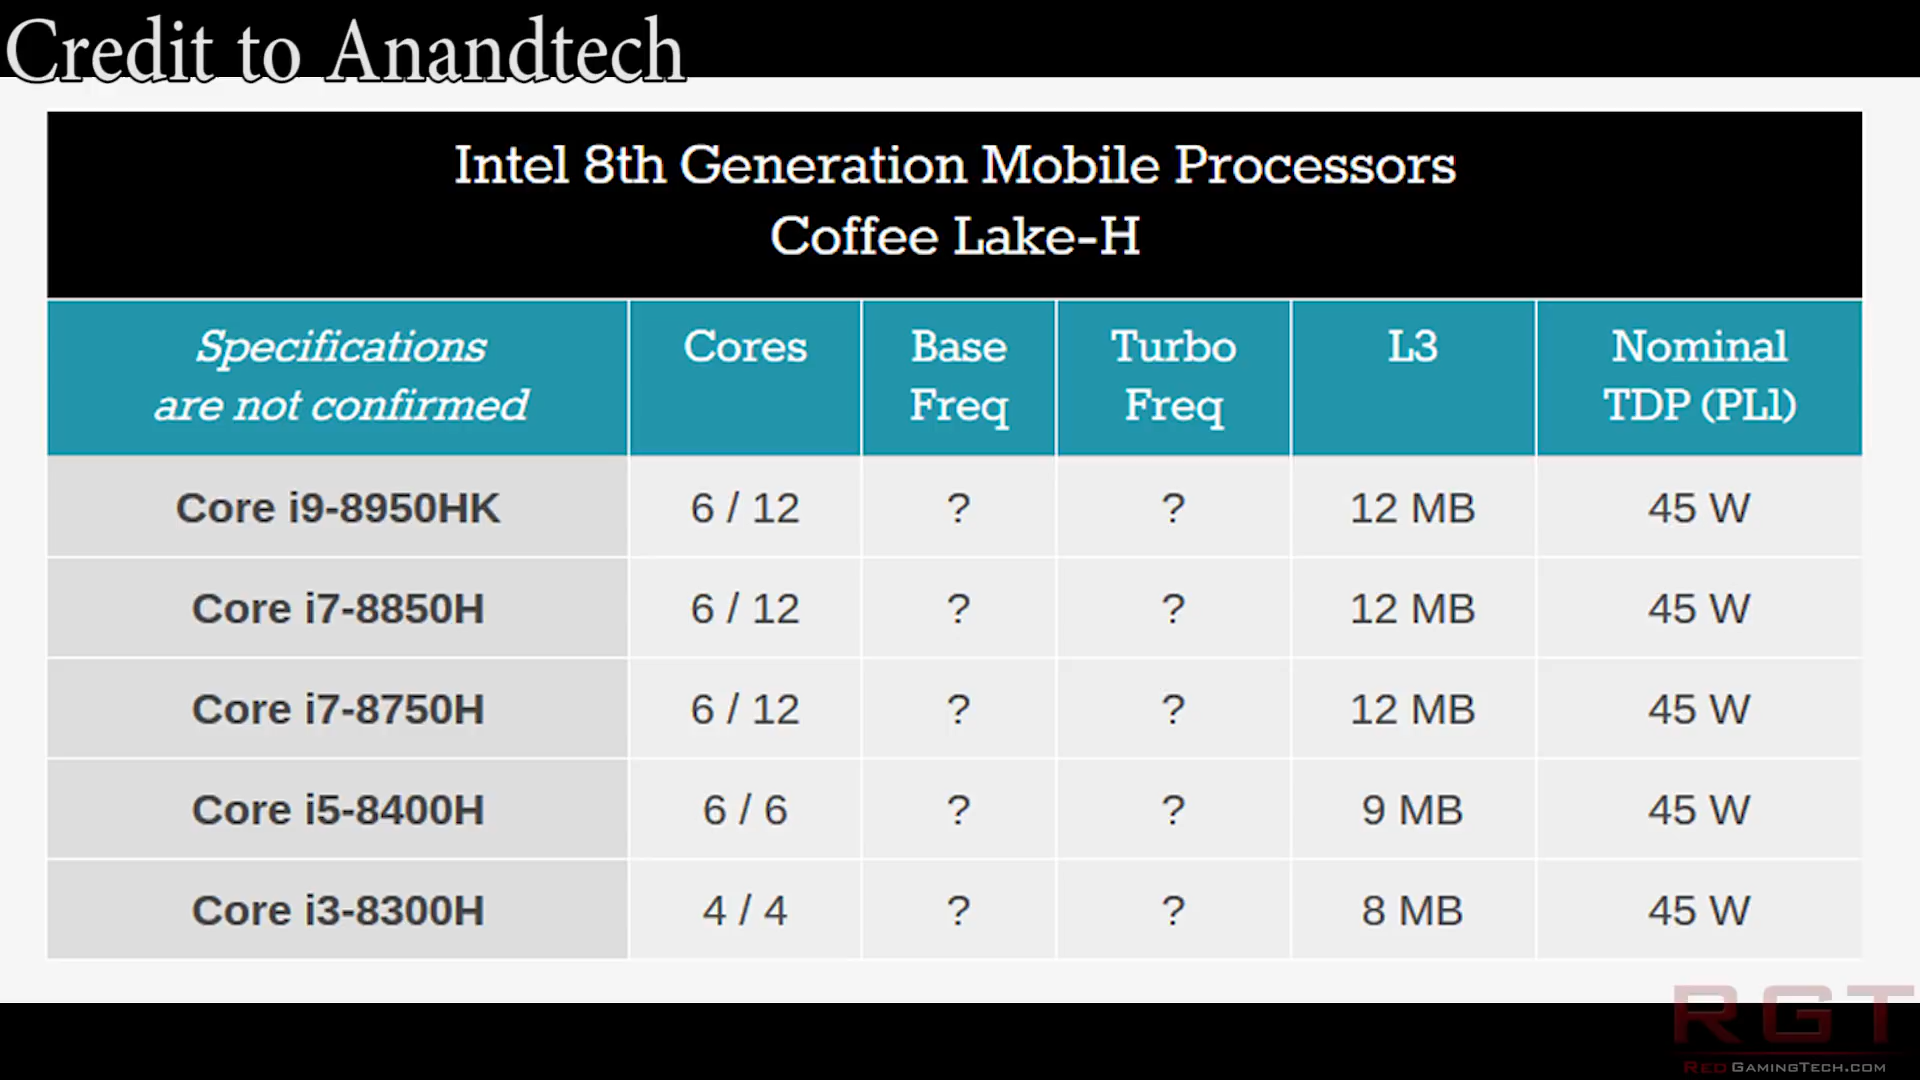 Credit to Anandtech
Intel 8th Generation Mobile Processors
Coffee Lake-H
Specifications are not confirmed Cores Base Freq Turbo Freq L3 Nominal TDP (PL1)
Core i9-8950HK 6 / 12 ? ? 12 MB 45 W
Core i7-8850H 6 / 12 ? ? 12 MB 45 W
Core i7-8750H 6 / 12 ? ? 12 MB 45 W
Core i5-8400H 6 / 6 ? ? 9 MB 45 W
Core i3-8300H 4 / 4 ? ? 8 MB 45 W
RGT
RedGamingTech.com